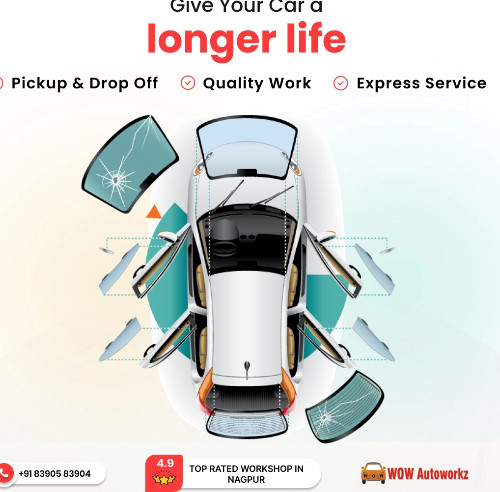 Give Your Car a
longer life
Pickup & Drop Off
Quality Work
Express Service
+91 83905 83904
4.9
TOP RATED WORKSHOP IN
NAGPUR
WOW
WOW Autoworkz